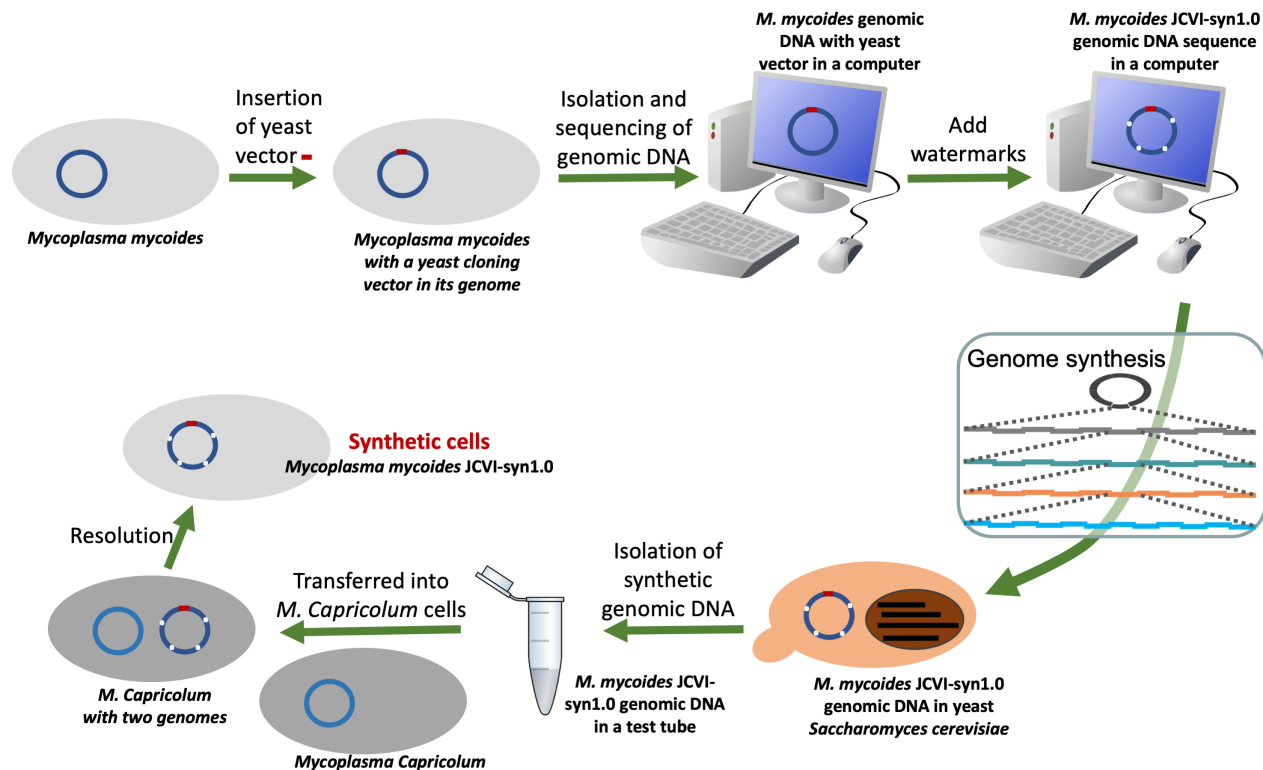 Insertion
of yeast
vector
Mycoplasma mycoides
Mycoplasma mycoides
with a yeast cloning
vector in its genome
Isolation and
sequencing of
genomic DNA
M. mycoides genomic
DNA with yeast
vector in a computer
Add
watermarks
M. mycoides JCVI-syn1.0
genomic DNA sequence
in a computer
Genome synthesis
M. mycoides JCVI-syn1.0
genomic DNA in yeast
Saccharomyces cerevisiae
Isolation of
synthetic
genomic DNA
M. mycoides JCVI-
syn1.0 genomic DNA
in a test tube
Transferred into
M. Capricolum cells
Mycoplasma Capricolum
M. Capricolum
with two genomes
Resolution
Synthetic cells
Mycoplasma mycoides JCVI-syn1.0